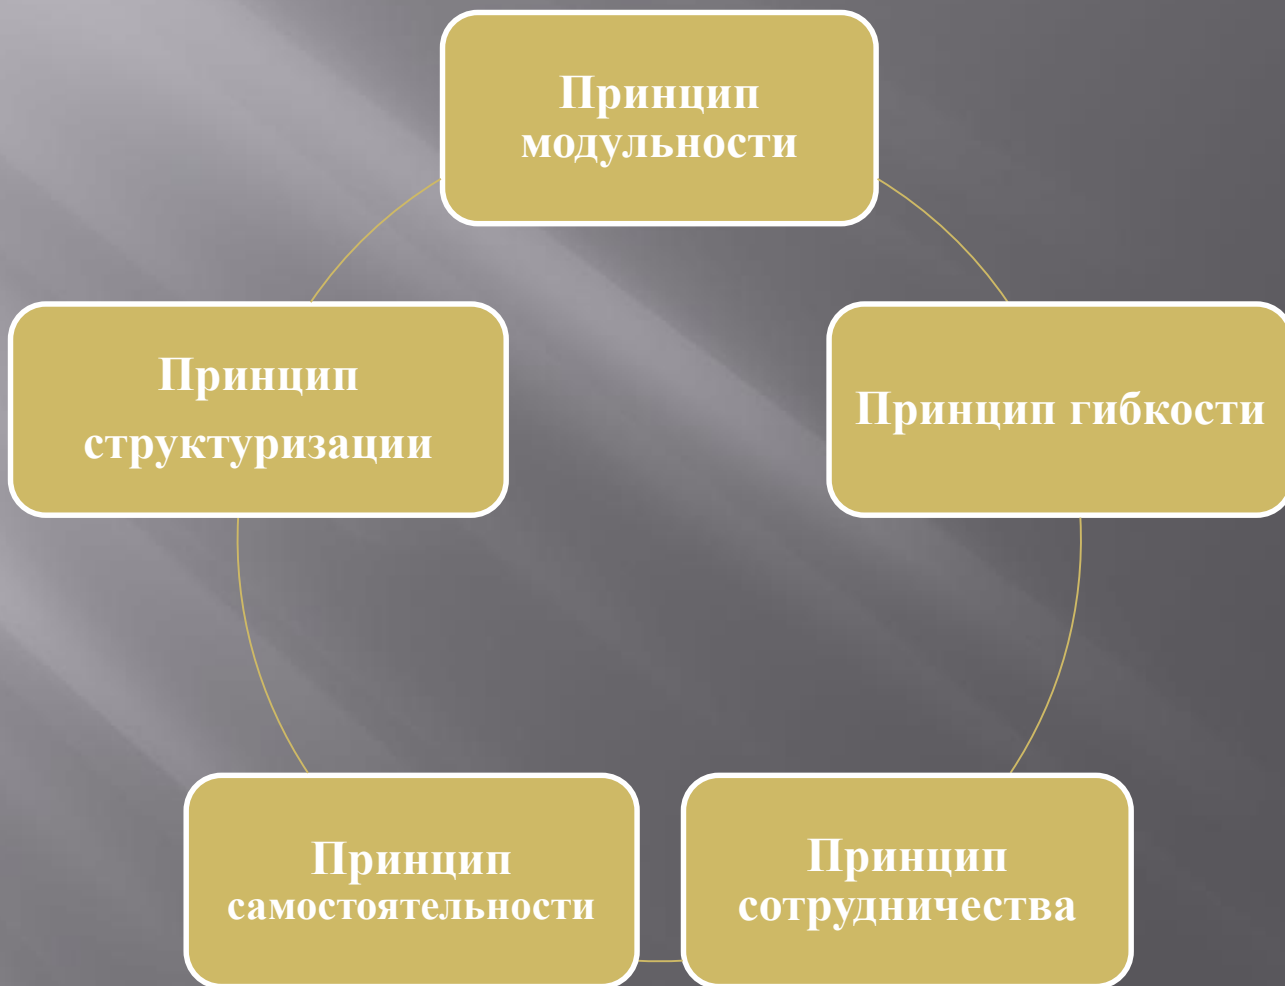 Принцип
модульности
Принцип
структуризации
Принцип гибкости
Принцип
самостоятельности
Принцип
сотрудничества